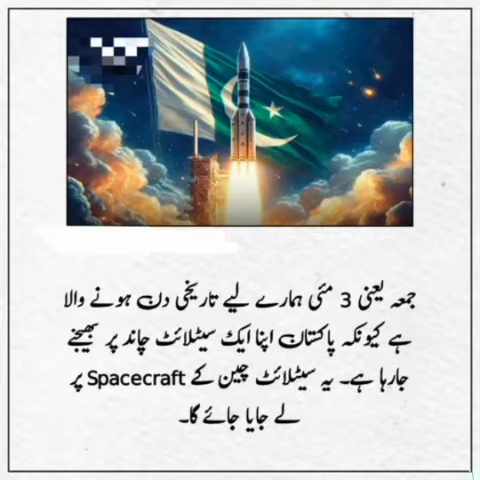 جمعہ یعنی 3 مئی ہمارے لیے تاریخی دن ہونے والا
ہے کیونکہ پاکستان اپنا ایک سیٹلائٹ چاند پر بھیجنے
جارہا ہے۔ یہ سیٹلائٹ چین کے Spacecraft پر
لے جایا جائے گا۔